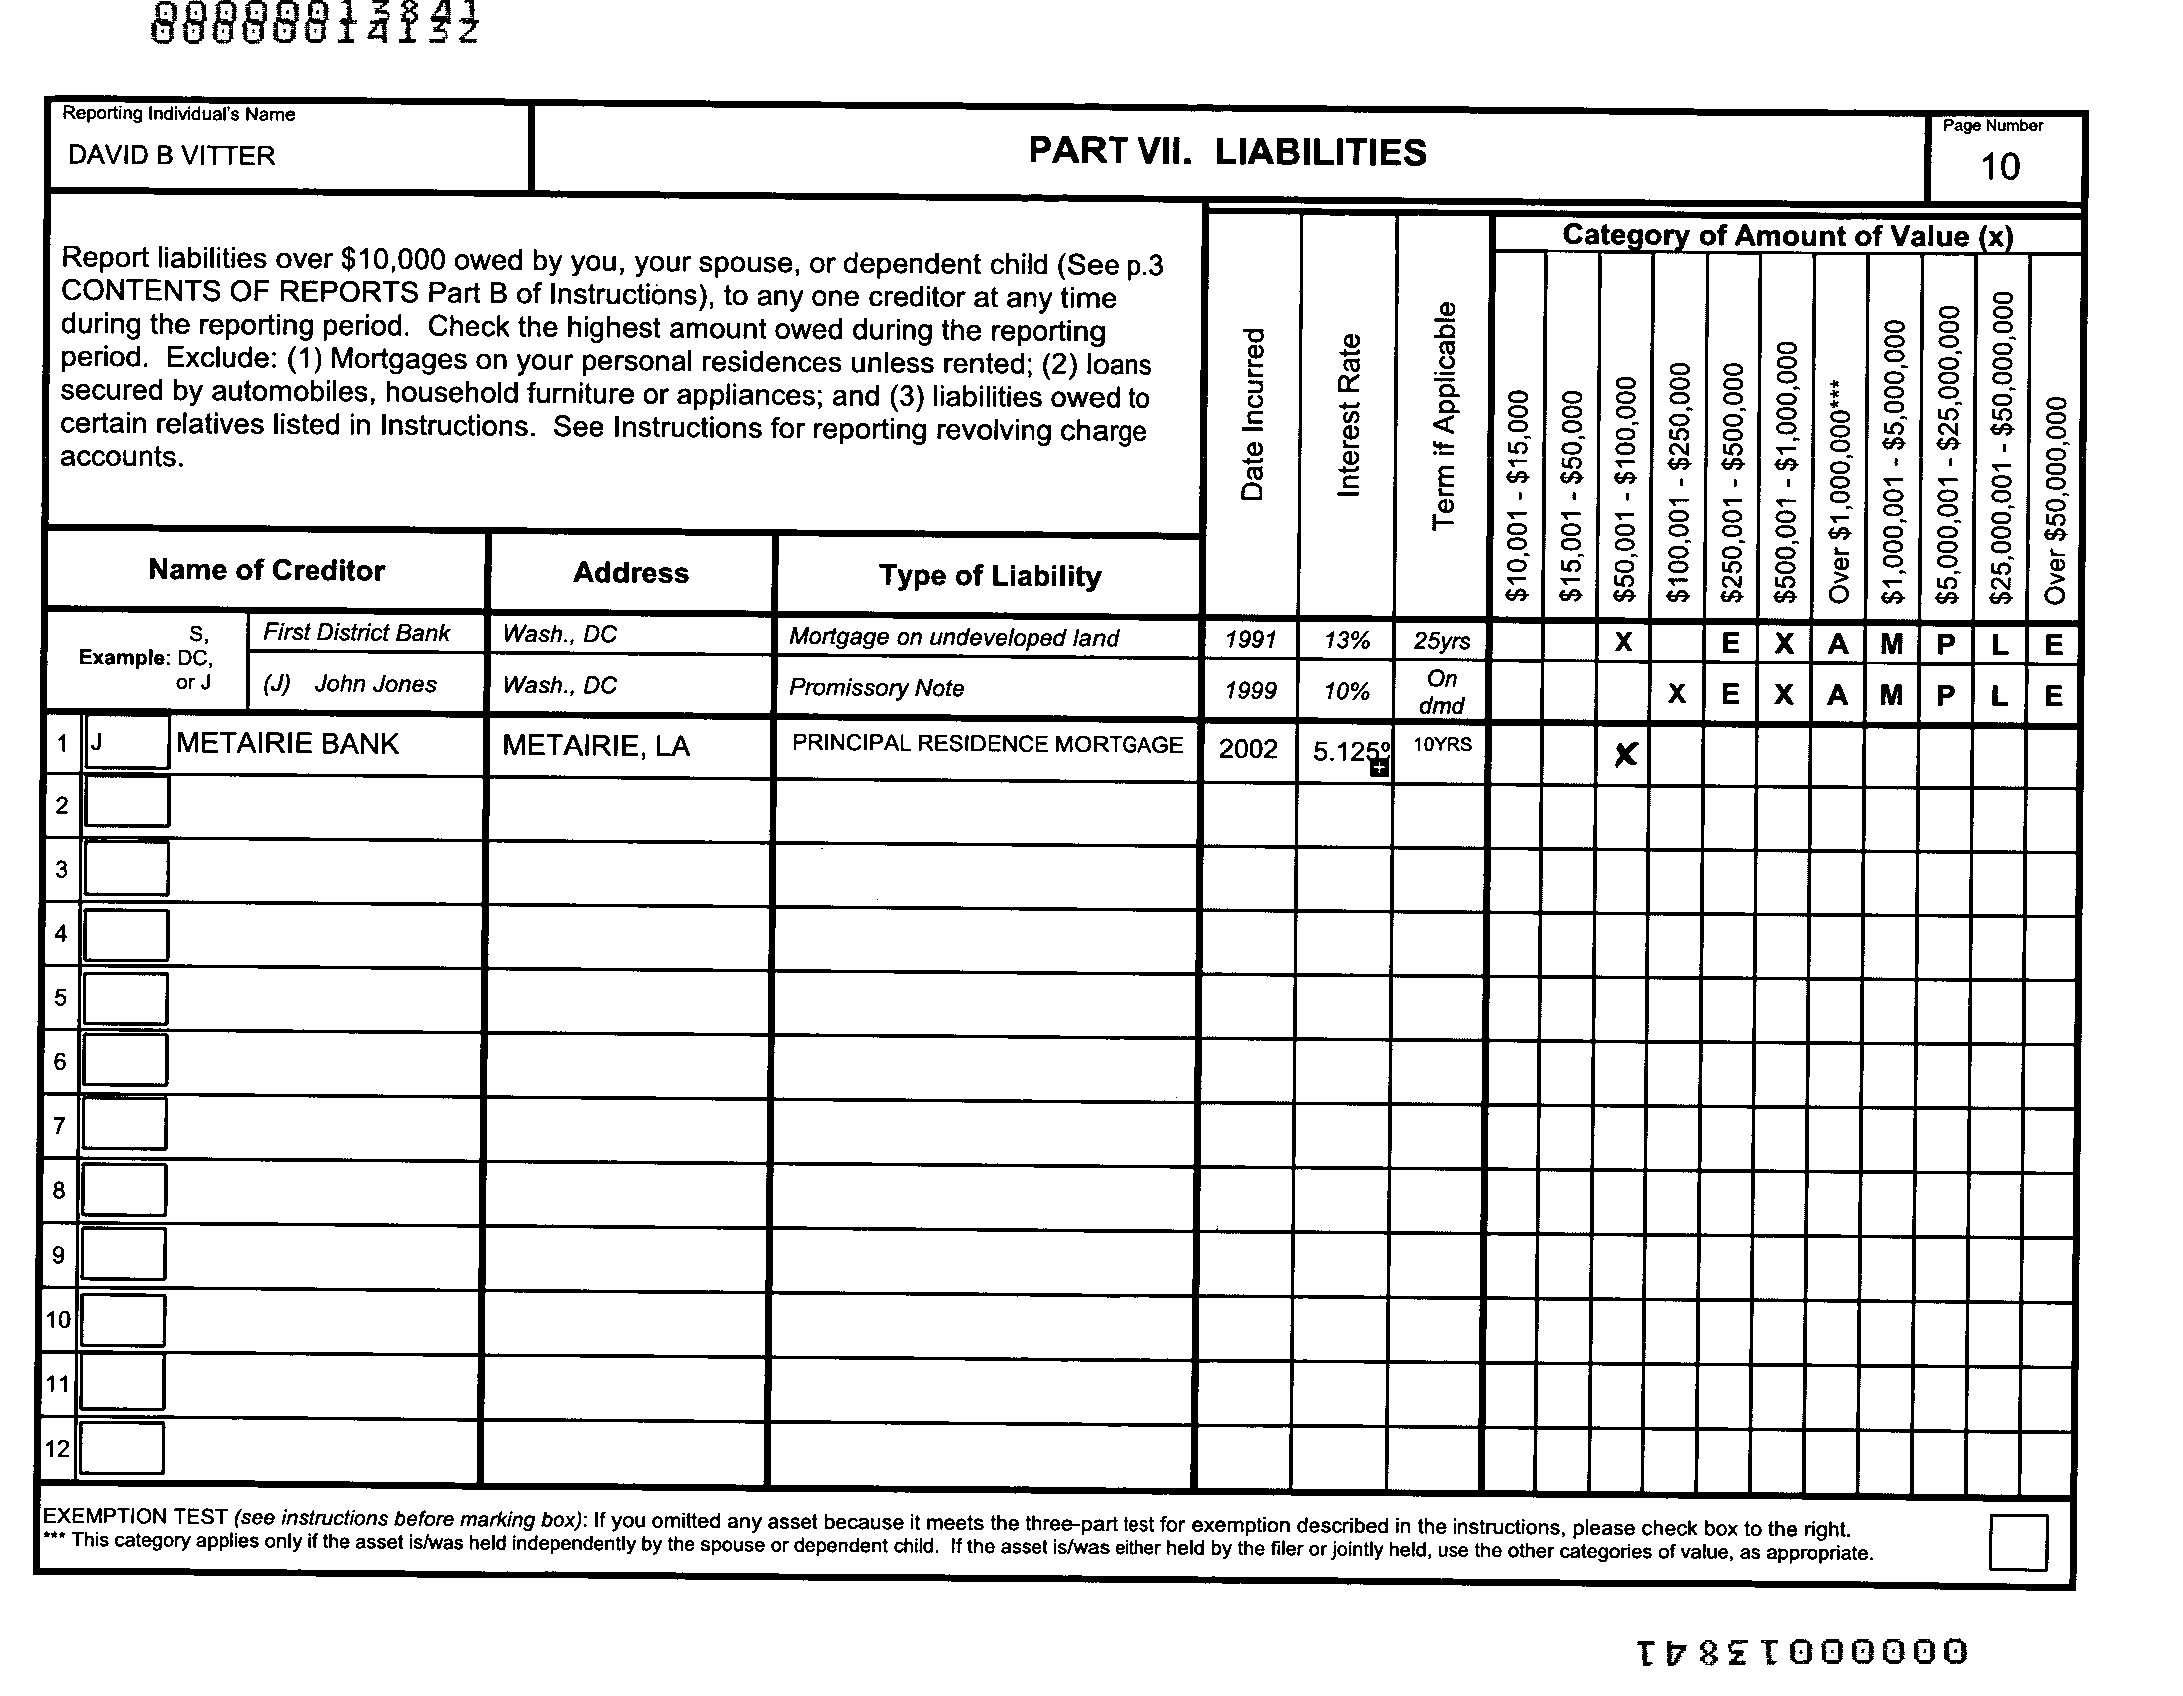 00000013841
00000014132
Reporting Individual's Name
DAVID B VITTER
PART VII. LIABILITIES
Page Number
10
Report liabilities over $10,000 owed by you, your spouse, or dependent child (See p.3
CONTENTS OF REPORTS Part B of Instructions), to any one creditor at any time
during the reporting period. Check the highest amount owed during the reporting
period. Exclude: (1) Mortgages on your personal residences unless rented; (2) loans
secured by automobiles, household furniture or appliances; and (3) liabilities owed to
certain relatives listed in Instructions. See Instructions for reporting revolving charge
accounts.
Date Incurred
Interest Rate
Term if Applicable
Category of Amount of Value (x)
$10,001 - $15,000
$15,001 - $50,000
$50,001 - $100,000
$100,001 - $250,000
$250,001 - $500,000
$500,001 - $1,000,000
Over $1,000,000***
$1,000,001 - $5,000,000
$5,000,001 - $25,000,000
$25,000,001 - $50,000,000
Over $50,000,000
Name of Creditor
Address
Type of Liability
Example: S, DC, or J
First District Bank Wash., DC Mortgage on undeveloped land 1991 13% 25yrs X E X A M P L E
(J) John Jones Wash., DC Promissory Note 1999 10% On dmd X E X A M P L E
1 J METAIRIE BANK METAIRIE, LA PRINCIPAL RESIDENCE MORTGAGE 2002 5.125% 10YRS X
2
3
4
5
6
7
8
9
10
11
12
EXEMPTION TEST (see instructions before marking box): If you omitted any asset because it meets the three-part test for exemption described in the instructions, please check box to the right.
*** This category applies only if the asset is/was held independently by the spouse or dependent child. If the asset is/was either held by the filer or jointly held, use the other categories of value, as appropriate.
00000013841